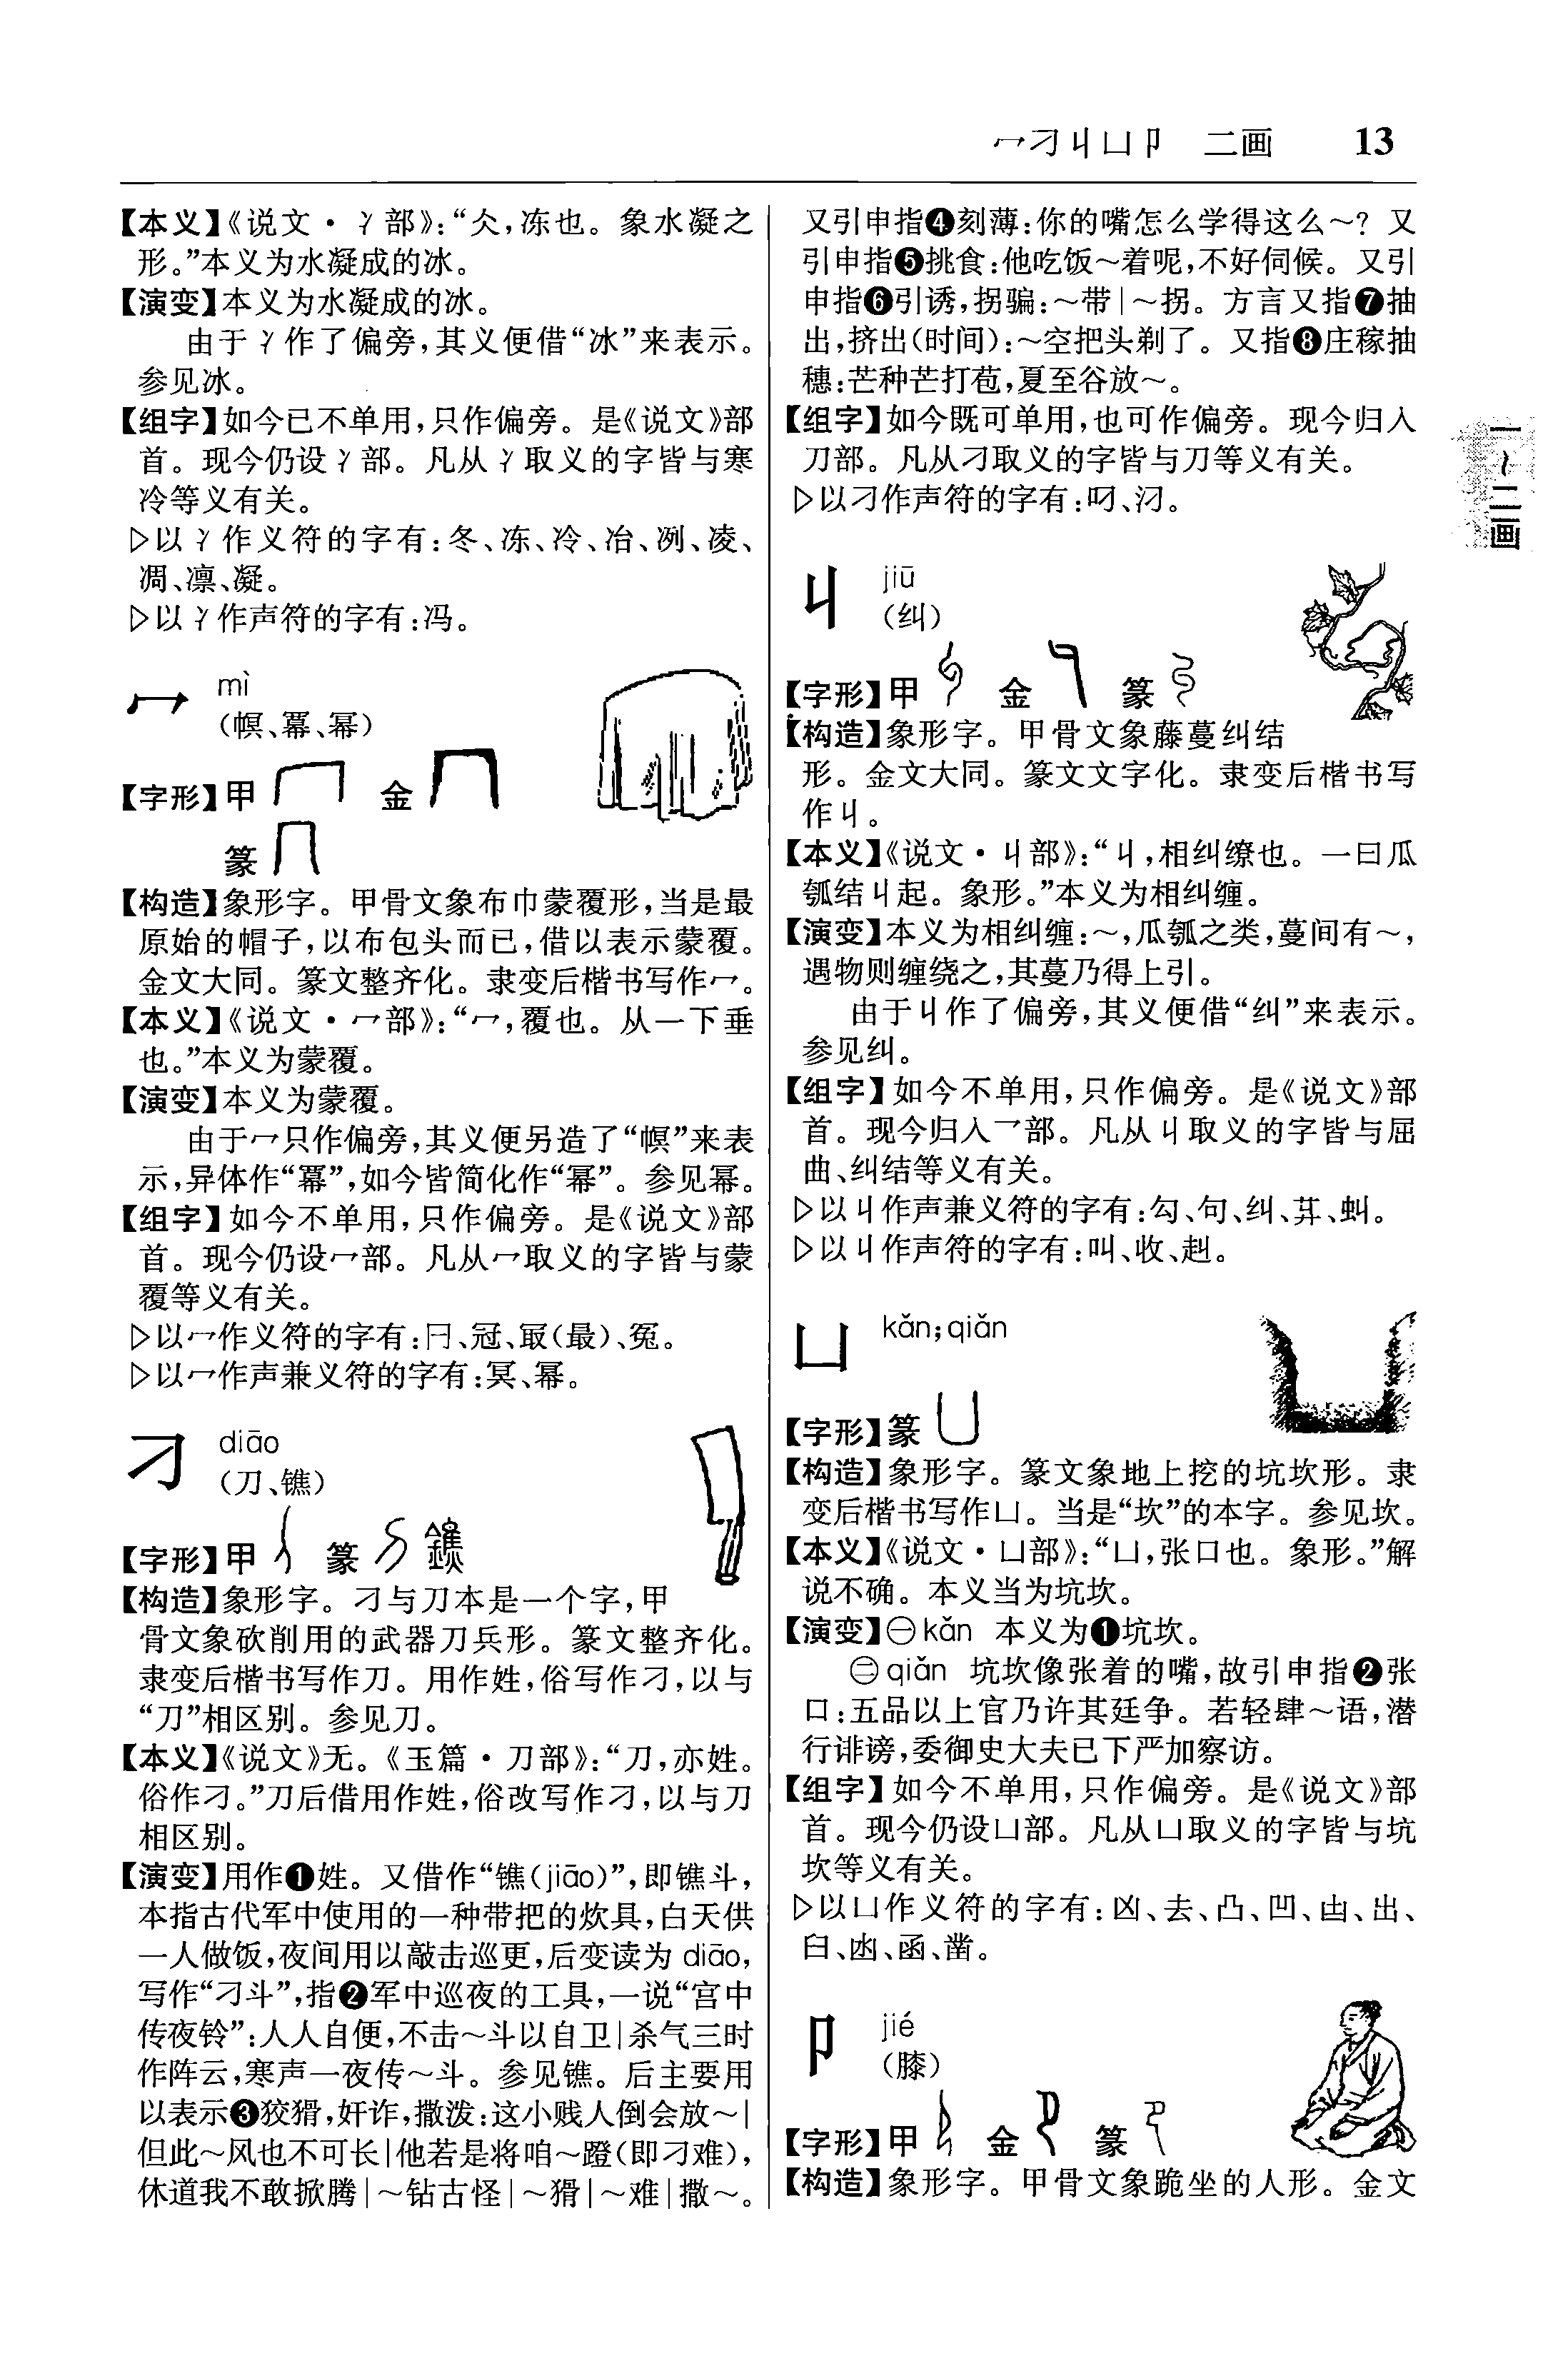 冖刁丩凵卩 二画 13
【本义】《说文·冫部》：“仌，冻也。象水凝之
形。”本义为水凝成的冰。
【演变】本义为水凝成的冰。
由于冫作了偏旁，其义便借“冰”来表示。
参见冰。
【组字】如今已不单用，只作偏旁。是《说文》部
首。现今仍设冫部。凡从冫取义的字皆与寒
冷等义有关。
▷以冫作义符的字有：冬、冻、冷、冶、冽、凌、
凋、凛、凝。
▷以冫作声符的字有：冯。
冖 mì
（幎、冪、幂）
【字形】甲 金
篆
【构造】象形字。甲骨文象布巾蒙覆形，当是最
原始的帽子，以布包头而已，借以表示蒙覆。
金文大同。篆文整齐化。隶变后楷书写作冖。
【本义】《说文·冖部》：“冖，覆也。从一下垂
也。”本义为蒙覆。
【演变】本义为蒙覆。
由于冖只作偏旁，其义便另造了“幎”来表
示，异体作“冪”，如今皆简化作“幂”。参见幂。
【组字】如今不单用，只作偏旁。是《说文》部
首。现今仍设冖部。凡从冖取义的字皆与蒙
覆等义有关。
▷以冖作义符的字有：冃、冠、冣（最）、冤。
▷以冖作声兼义符的字有：冥、幂。
刁 diāo
（刀、鐎）
【字形】甲 篆
【构造】象形字。刁与刀本是一个字，甲
骨文象砍削用的武器刀兵形。篆文整齐化。
隶变后楷书写作刀。用作姓，俗写作刁，以与
“刀”相区别。参见刀。
【本义】《说文》无。《玉篇·刀部》：“刀，亦姓。
俗作刁。”刀后借用作姓，俗改写作刁，以与刀
相区别。
【演变】用作❶姓。又借作“鐎（jiāo）”，即鐎斗，
本指古代军中使用的一种带把的炊具，白天供
一人做饭，夜间用以敲击巡更，后变读为 diāo，
写作“刁斗”，指❷军中巡夜的工具，一说“宫中
传夜铃”：人人自便，不击～斗以自卫|杀气三时
作阵云，寒声一夜传～斗。参见鐎。后主要用
以表示❸狡猾，奸诈，撒泼：这小贱人倒会放～|
但此～风也不可长|他若是将咱～蹬（即刁难），
休道我不敢掀腾|～钻古怪|～猾|～难|撒～。
又引申指❹刻薄：你的嘴怎么学得这么～？又
引申指❺挑食：他吃饭～着呢，不好伺候。又引
申指❻引诱，拐骗：～带|～拐。方言又指❼抽
出，挤出（时间）：～空把头剃了。又指❽庄稼抽
穗：芒种芒打苞，夏至谷放～。
【组字】如今既可单用，也可作偏旁。现今归入
刀部。凡从刁取义的字皆与刀等义有关。
▷以刁作声符的字有：叼、汈。
丩 jiū
（纠）
【字形】甲 金 篆
【构造】象形字。甲骨文象藤蔓纠结
形。金文大同。篆文文字化。隶变后楷书写
作丩。
【本义】《说文·丩部》：“丩，相纠缭也。一曰瓜
瓠结丩起。象形。”本义为相纠缠。
【演变】本义为相纠缠：～，瓜瓠之类，蔓间有～，
遇物则缠绕之，其蔓乃得上引。
由于丩作了偏旁，其义便借“纠”来表示。
参见纠。
【组字】如今不单用，只作偏旁。是《说文》部
首。现今归入乛部。凡从丩取义的字皆与屈
曲、纠结等义有关。
▷以丩作声兼义符的字有：勾、句、纠、茻、虯。
▷以丩作声符的字有：叫、收、赳。
凵 kǎn；qiǎn
【字形】篆
【构造】象形字。篆文象地上挖的坑坎形。隶
变后楷书写作凵。当是“坎”的本字。参见坎。
【本义】《说文·凵部》：“凵，张口也。象形。”解
说不确。本义当为坑坎。
【演变】㊀kǎn 本义为❶坑坎。
㊁qiǎn 坑坎像张着的嘴，故引申指❷张
口：五品以上官乃许其廷争。若轻肆～语，潜
行诽谤，委御史大夫已下严加察访。
【组字】如今不单用，只作偏旁。是《说文》部
首。现今仍设凵部。凡从凵取义的字皆与坑
坎等义有关。
▷以凵作义符的字有：凶、去、凸、凹、凷、出、
臼、凼、函、凿。
卩 jié
（膝）
【字形】甲 金 篆
【构造】象形字。甲骨文象跪坐的人形。金文
一～二画